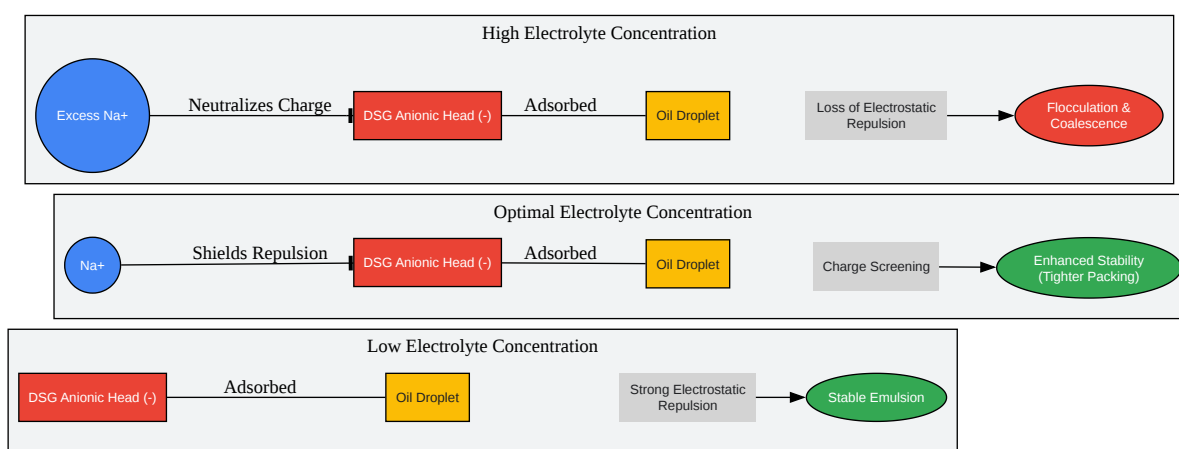 High Electrolyte Concentration
Excess Na+
Neutralizes Charge
DSG Anionic Head (-)
Adsorbed
Oil Droplet
Loss of Electrostatic
Repulsion
Flocculation &
Coalescence
Optimal Electrolyte Concentration
Na+
Shields Repulsion
DSG Anionic Head (-)
Adsorbed
Oil Droplet
Charge Screening
Enhanced Stability
(Tighter Packing)
Low Electrolyte Concentration
DSG Anionic Head (-)
Adsorbed
Oil Droplet
Strong Electrostatic
Repulsion
Stable Emulsion